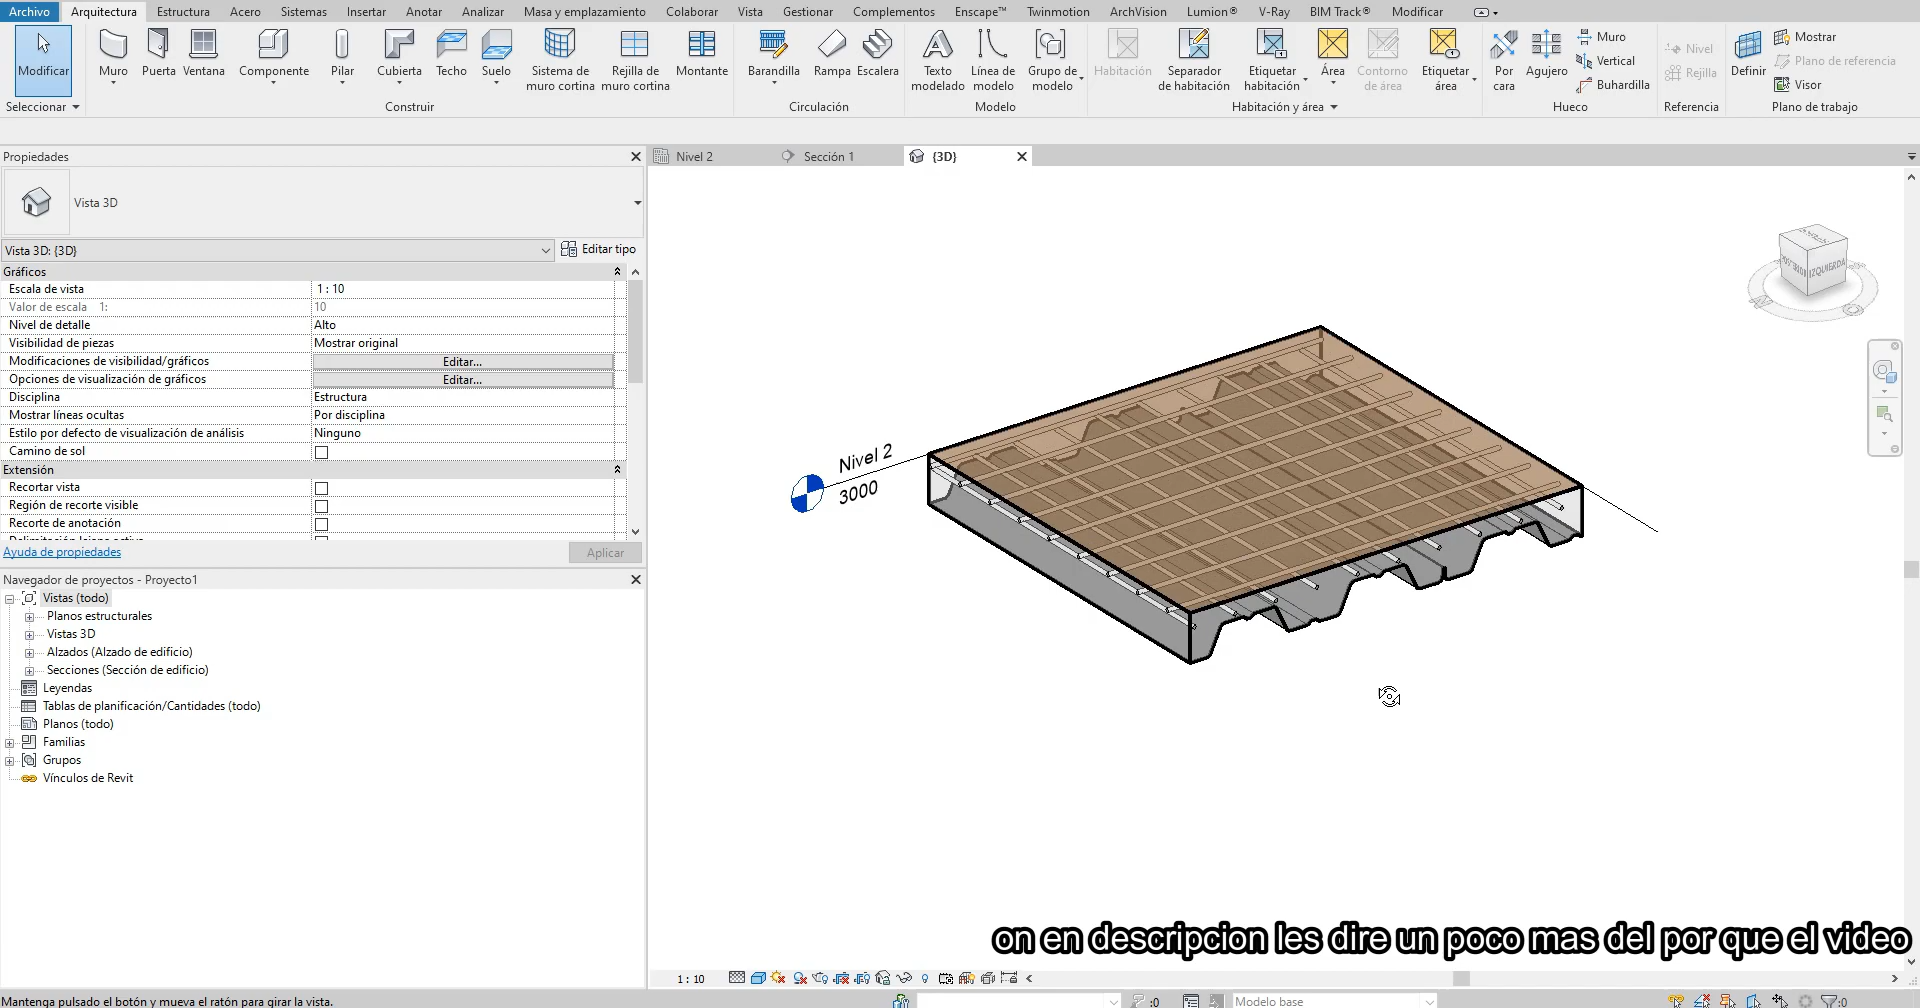 Archivo Arquitectura Estructura Acero Sistemas Insertar Anotar Analizar Masa y emplazamiento Colaborar Vista Gestionar Complementos Enscape™ Twinmotion ArchVision Lumion® V-Ray BIM Track® Modificar
Modificar Muro Puerta Ventana Componente Pilar Cubierta Techo Suelo Sistema de muro cortina Rejilla de muro cortina Montante Barandilla Rampa Escalera Texto modelado Línea de modelo Grupo de modelo Habitación Separador de habitación Etiquetar habitación Área Contorno de área Etiquetar área Por cara Agujero Muro Vertical Buhardilla Nivel Rejilla Definir Mostrar Plano de referencia Visor
Seleccionar Construir Circulación Modelo Habitación y área Hueco Referencia Plano de trabajo
Propiedades
Nivel 2 Sección 1 {3D}
Vista 3D
Vista 3D: {3D} Editar tipo
Gráficos
Escala de vista 1 : 10
Valor de escala 1: 10
Nivel de detalle Alto
Visibilidad de piezas Mostrar original
Modificaciones de visibilidad/gráficos Editar...
Opciones de visualización de gráficos Editar...
Disciplina Estructura
Mostrar líneas ocultas Por disciplina
Estilo por defecto de visualización de análisis Ninguno
Camino de sol
Extensión
Recortar vista
Región de recorte visible
Recorte de anotación
Ayuda de propiedades Aplicar
Navegador de proyectos - Proyecto1
Vistas (todo)
Planos estructurales
Vistas 3D
Alzados (Alzado de edificio)
Secciones (Sección de edificio)
Leyendas
Tablas de planificación/Cantidades (todo)
Planos (todo)
Familias
Grupos
Vínculos de Revit
Nivel 2
3000
IZQUIERDA
on en descripcion les dire un poco mas del por que el video
1 : 10
Mantenga pulsado el botón y mueva el ratón para girar la vista.
:0 Modelo base :0